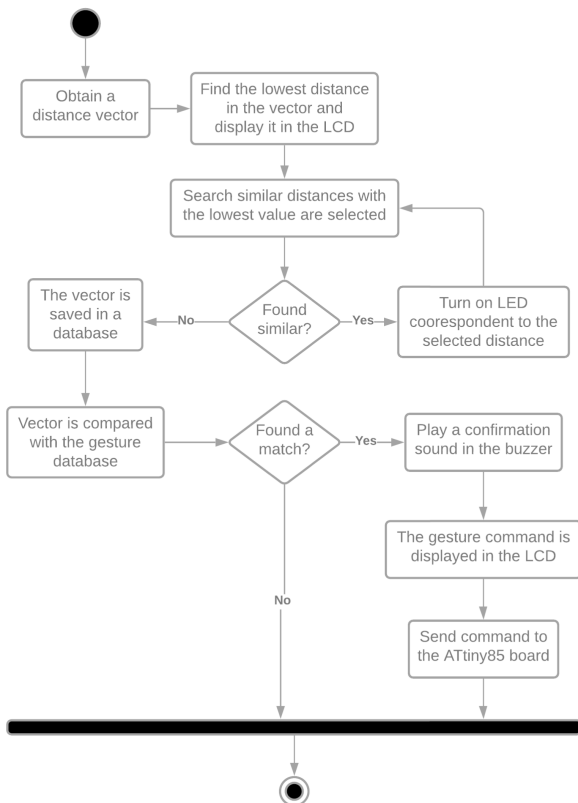 Obtain a
distance vector
Find the lowest distance
in the vector and
display it in the LCD
Search similar distances with
the lowest value are selected
The vector is
saved in a
database
No
Found
similar?
Yes
Turn on LED
coorespondent to the
selected distance
Vector is compared
with the gesture
database
Found a
match?
Yes
Play a confirmation
sound in the buzzer
The gesture command is
displayed in the LCD
No
Send command to
the ATtiny85 board